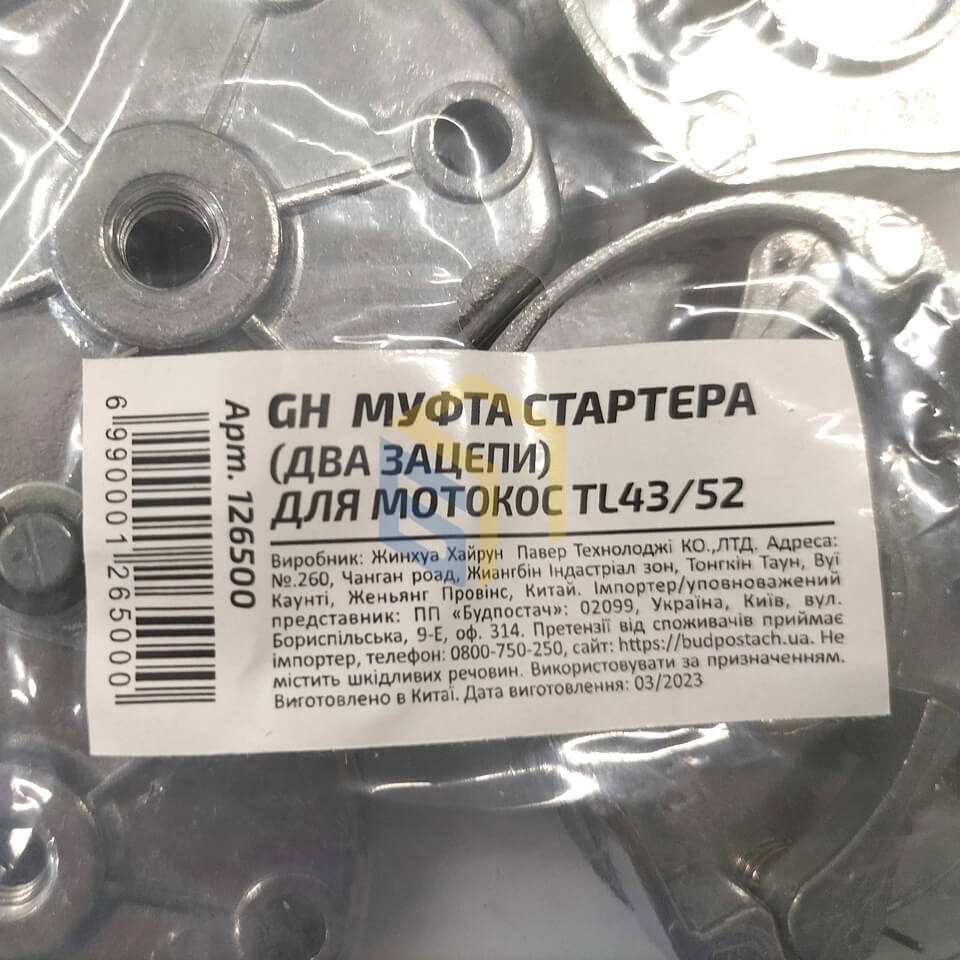 GH МУФТА СТАРТЕРА
(ДВА ЗАЦЕПИ)
ДЛЯ МОТОКОС TL43/52
Виробник: Жинхуа Хайрун Павер Технолоджі КО.,ЛТД. Адреса:
№.260, Чанган роад, Жиангбін Індастріал зон, Тонгкін Таун, Вуї
Каунті, Женьянг Провінс, Китай. Імпортер/уповноважений
представник: ПП «Будпостач»: 02099, Україна, Київ, вул.
Бориспільська, 9-Е, оф. 314. Претензії від споживачів приймає
імпортер, телефон: 0800-750-250, сайт: https://budpostach.ua. Не
містить шкідливих речовин. Використовувати за призначенням.
Виготовлено в Китаї. Дата виготовлення: 03/2023
Арт. 126500
6990001265000